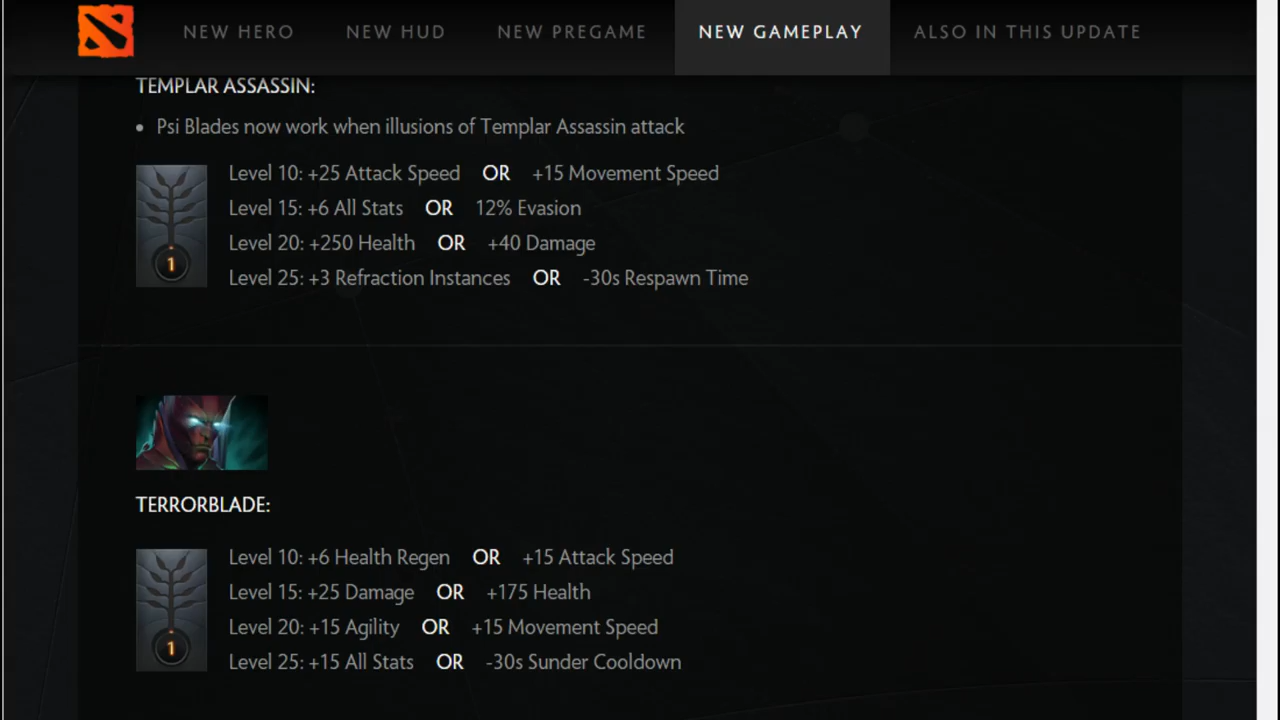 NEW HERO NEW HUD NEW PREGAME NEW GAMEPLAY ALSO IN THIS UPDATE
TEMPLAR ASSASSIN:
• Psi Blades now work when illusions of Templar Assassin attack
Level 10: +25 Attack Speed OR +15 Movement Speed
Level 15: +6 All Stats OR 12% Evasion
Level 20: +250 Health OR +40 Damage
Level 25: +3 Refraction Instances OR -30s Respawn Time
1
TERRORBLADE:
Level 10: +6 Health Regen OR +15 Attack Speed
Level 15: +25 Damage OR +175 Health
Level 20: +15 Agility OR +15 Movement Speed
Level 25: +15 All Stats OR -30s Sunder Cooldown
1